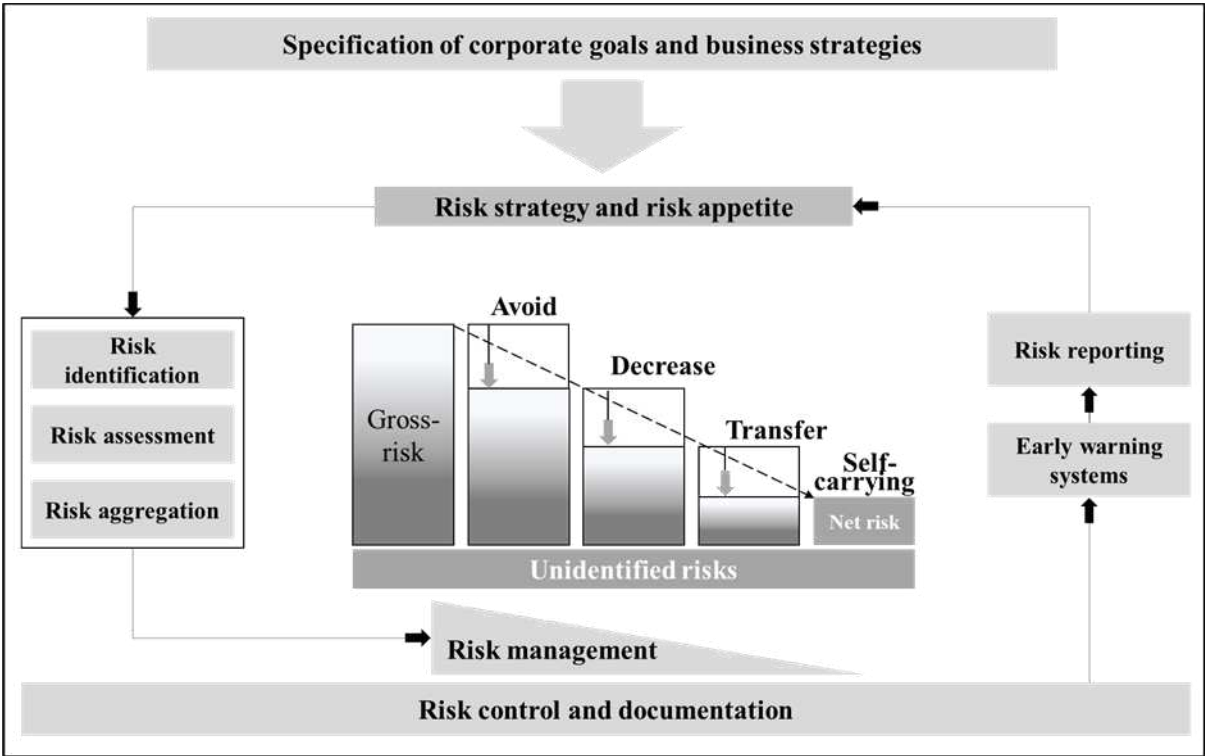 Specification of corporate goals and business strategies
Risk strategy and risk appetite
Risk
identification
Risk assessment
Risk aggregation
Gross-
risk
Avoid
Decrease
Transfer
Self-
carrying
Net risk
Unidentified risks
Risk reporting
Early warning
systems
Risk management
Risk control and documentation